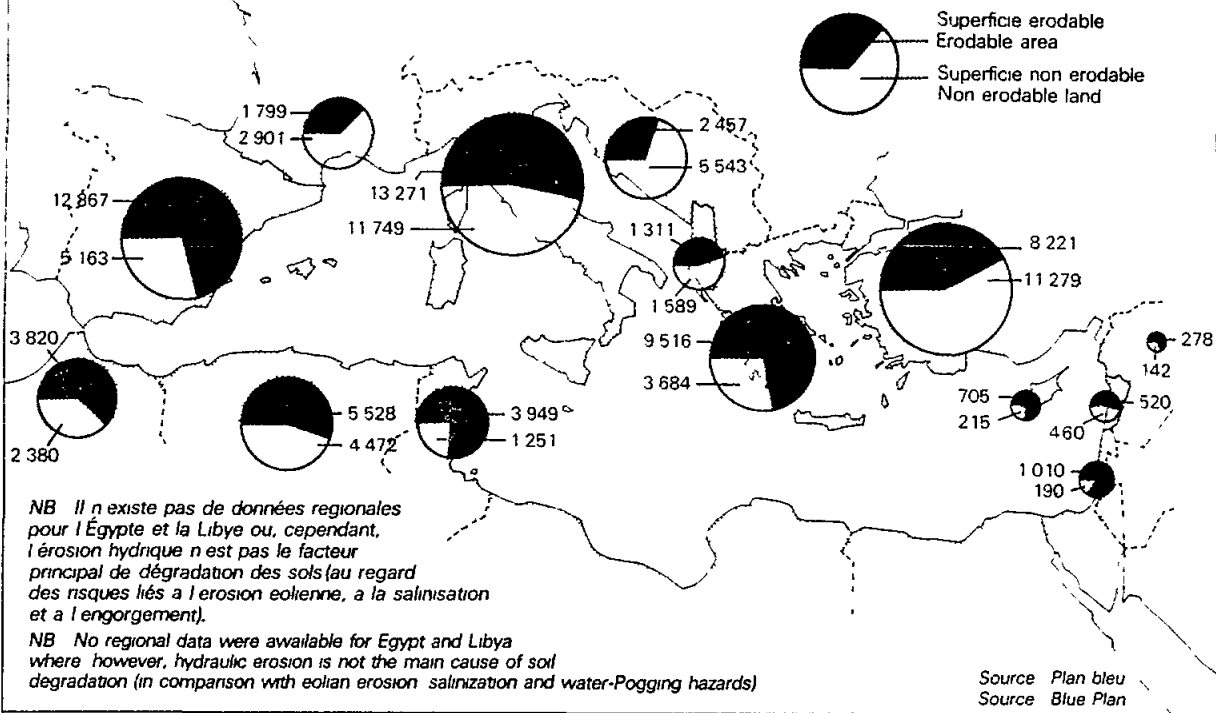 Superficie erodable
Erodable area
Superficie non erodable
Non erodable land
1 799
2 901
2 457
5 543
13 271
11 749
12 867
5 163
1 311
1 589
8 221
11 279
3 820
2 380
5 528
4 472
3 949
1 251
9 516
3 684
278
142
705
215
520
460
1 010
190
NB Il n existe pas de données regionales
pour l Égypte et la Libye ou, cependant,
l érosion hydrique n est pas le facteur
principal de dégradation des sols (au regard
des risques liés a l erosion eolienne, a la salinisation
et a l engorgement).
NB No regional data were awailable for Egypt and Libya
where however, hydraulic erosion is not the main cause of soil
degradation (in comparison with eolian erosion salinization and water-Pogging hazards)
Source Plan bleu
Source Blue Plan